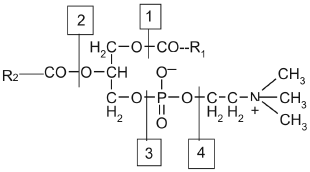 2 1
H₂C–O–CO--R₁
R₂–CO–O–CH O⁻ CH₃
C–O–P–O–C–C–N–CH₃
H₂ O H₂ H₂ + CH₃
3 4